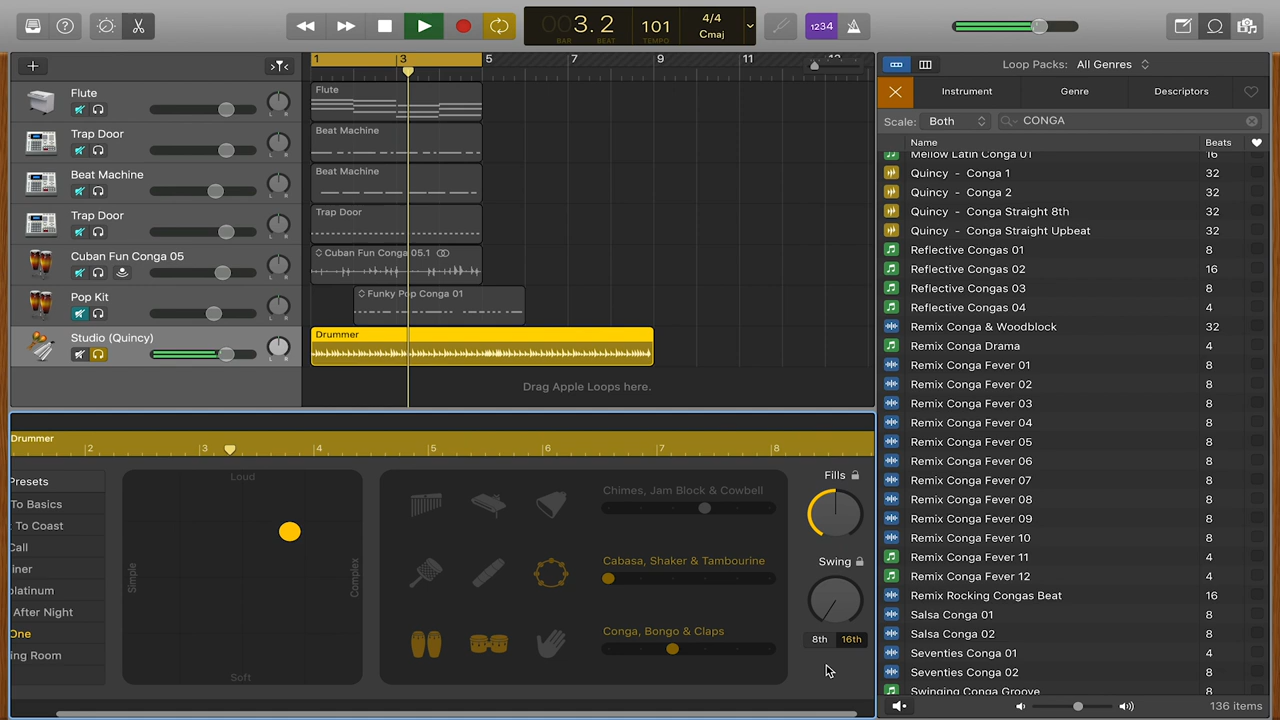 3.2
BAR
BEAT
101
TEMPO
4/4
Cmaj
1234
1
3
5
7
9
11
Flute
Trap Door
Beat Machine
Trap Door
Cuban Fun Conga 05
Pop Kit
Studio (Quincy)
Flute
Beat Machine
Beat Machine
Trap Door
Cuban Fun Conga 05.1
Funky Pop Conga 01
Drummer
Drag Apple Loops here.
Drummer
2
3
4
5
6
7
8
Presets
To Basics
To Coast
Call
iner
latinum
After Night
One
ing Room
Loud
Simple
Complex
Soft
Chimes, Jam Block & Cowbell
Cabasa, Shaker & Tambourine
Conga, Bongo & Claps
Fills
Swing
8th
16th
Loop Packs: All Genres
Instrument
Genre
Descriptors
Scale: Both
CONGA
Name
Beats
Mellow Latin Conga 01 16
Quincy - Conga 1 32
Quincy - Conga 2 32
Quincy - Conga Straight 8th 32
Quincy - Conga Straight Upbeat 32
Reflective Congas 01 8
Reflective Congas 02 16
Reflective Congas 03 8
Reflective Congas 04 4
Remix Conga & Woodblock 32
Remix Conga Drama 4
Remix Conga Fever 01 8
Remix Conga Fever 02 8
Remix Conga Fever 03 8
Remix Conga Fever 04 8
Remix Conga Fever 05 8
Remix Conga Fever 06 8
Remix Conga Fever 07 8
Remix Conga Fever 08 8
Remix Conga Fever 09 8
Remix Conga Fever 10 8
Remix Conga Fever 11 4
Remix Conga Fever 12 4
Remix Rocking Congas Beat 16
Salsa Conga 01 8
Salsa Conga 02 8
Seventies Conga 01 4
Seventies Conga 02 8
Swinging Conga Groove 8
136 items